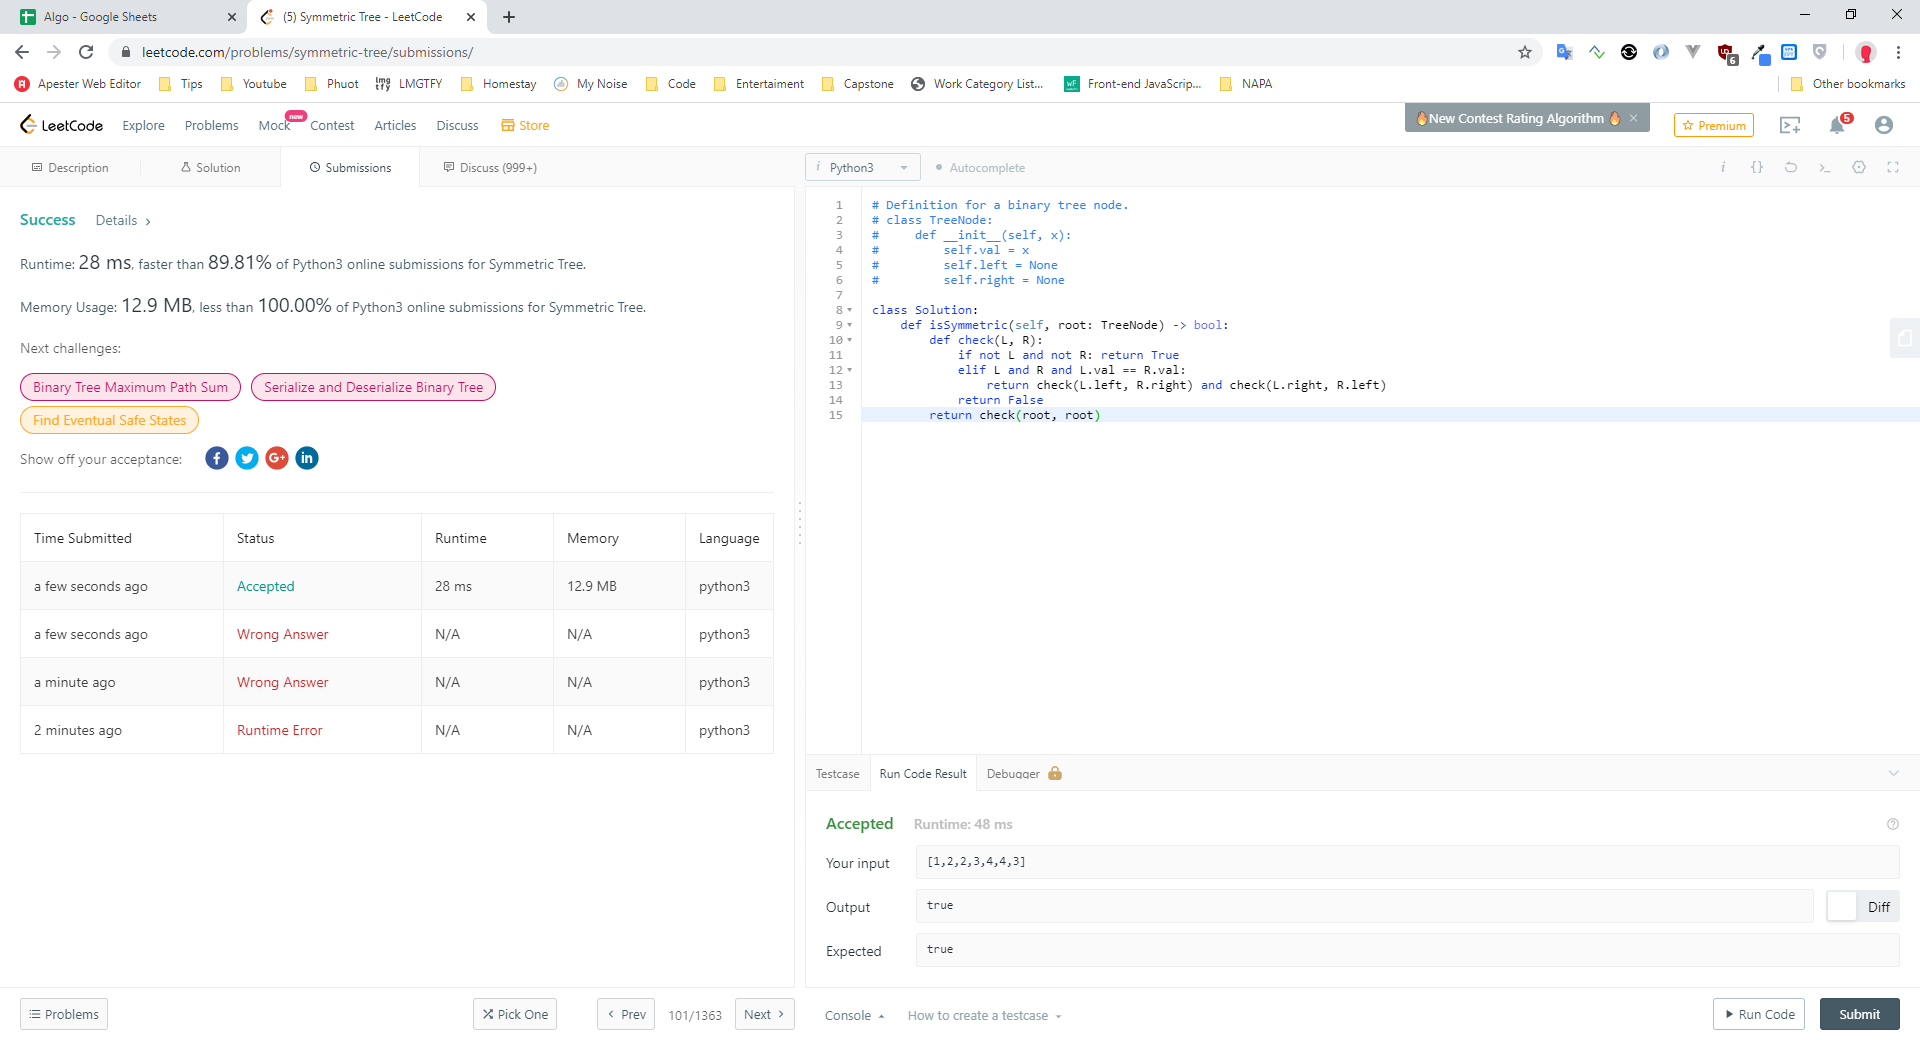 Algo - Google Sheets
(5) Symmetric Tree - LeetCode
leetcode.com/problems/symmetric-tree/submissions/
6
Apester Web Editor
Tips
Youtube
Phuot
LMGTFY
Homestay
My Noise
Code
Entertaiment
Capstone
Work Category List...
Front-end JavaScrip...
NAPA
Other bookmarks
LeetCode
Explore
Problems
Mock
new
Contest
Articles
Discuss
Store
New Contest Rating Algorithm
Premium
5
Description
Solution
Submissions
Discuss (999+)
i Python3
Autocomplete
Success
Details
Runtime: 28 ms, faster than 89.81% of Python3 online submissions for Symmetric Tree.
Memory Usage: 12.9 MB, less than 100.00% of Python3 online submissions for Symmetric Tree.
Next challenges:
Binary Tree Maximum Path Sum
Serialize and Deserialize Binary Tree
Find Eventual Safe States
Show off your acceptance:
Time Submitted Status Runtime Memory Language
a few seconds ago Accepted 28 ms 12.9 MB python3
a few seconds ago Wrong Answer N/A N/A python3
a minute ago Wrong Answer N/A N/A python3
2 minutes ago Runtime Error N/A N/A python3
1 # Definition for a binary tree node.
2 # class TreeNode:
3 #     def __init__(self, x):
4 #         self.val = x
5 #         self.left = None
6 #         self.right = None
7
8 class Solution:
9     def isSymmetric(self, root: TreeNode) -> bool:
10         def check(L, R):
11             if not L and not R: return True
12             elif L and R and L.val == R.val:
13                 return check(L.left, R.right) and check(L.right, R.left)
14             return False
15         return check(root, root)
Testcase
Run Code Result
Debugger
Accepted
Runtime: 48 ms
Your input
[1,2,2,3,4,4,3]
Output
true
Diff
Expected
true
Problems
Pick One
Prev
101/1363
Next
Console
How to create a testcase
Run Code
Submit